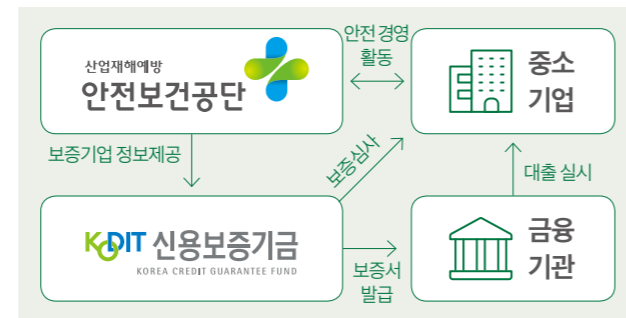 산업재해예방
안전보건공단
안전 경영
활동
중소
기업
보증기업 정보제공
보증심사
대출 실시
KODIT 신용보증기금
KOREA CREDIT GUARANTEE FUND
보증서
발급
금융
기관